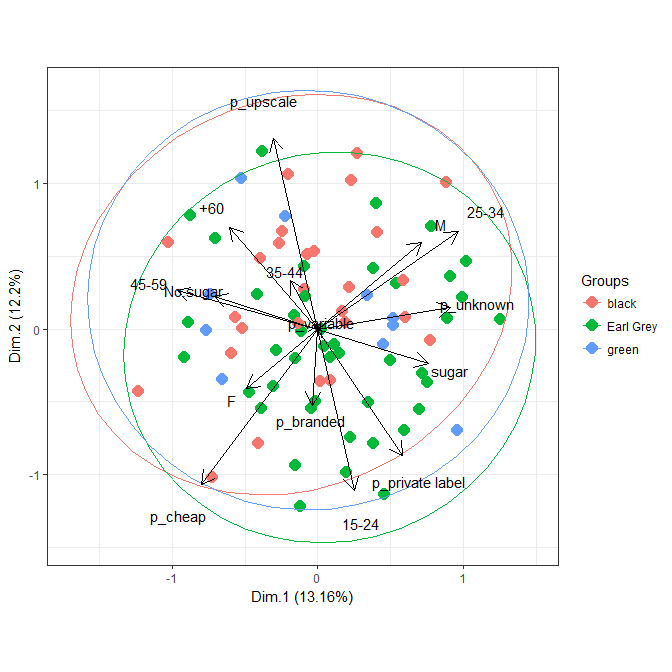 p_upscale
+60
25-34
M
35-44
45-59
No sugar
p_unknown
p_variable
sugar
F
p_branded
p_private label
p_cheap
15-24
1
0
-1
-1
0
1
Dim.1 (13.16%)
Dim.2 (12.2%)
Groups
black
Earl Grey
green